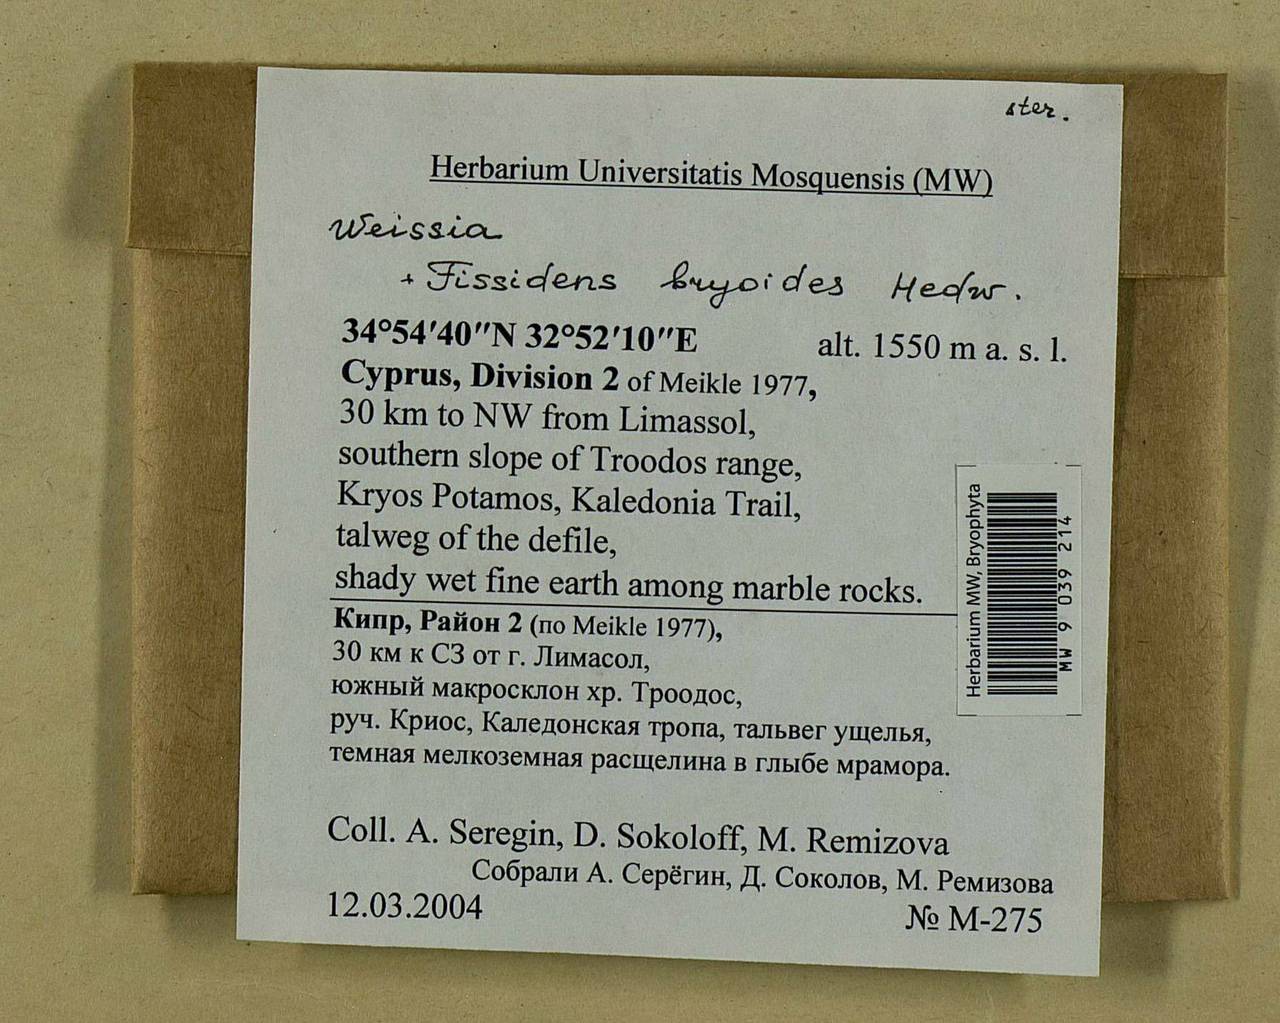 ster.
Herbarium Universitatis Mosquensis (MW)
Weissia
+ Fissidens bryoides Hedw.
34°54′40″N 32°52′10″E alt. 1550 m a. s. l.
Cyprus, Division 2 of Meikle 1977,
30 km to NW from Limassol,
southern slope of Troodos range,
Kryos Potamos, Kaledonia Trail,
talweg of the defile,
shady wet fine earth among marble rocks.
Кипр, Район 2 (по Meikle 1977),
30 км к СЗ от г. Лимасол,
южный макросклон хр. Троодос,
руч. Криос, Каледонская тропа, тальвег ущелья,
темная мелкоземная расщелина в глыбе мрамора.
Herbarium MW, Bryophyta
MW 9 039 214
Coll. A. Seregin, D. Sokoloff, M. Remizova
Собрали А. Серёгин, Д. Соколов, М. Ремизова
12.03.2004 № M-275